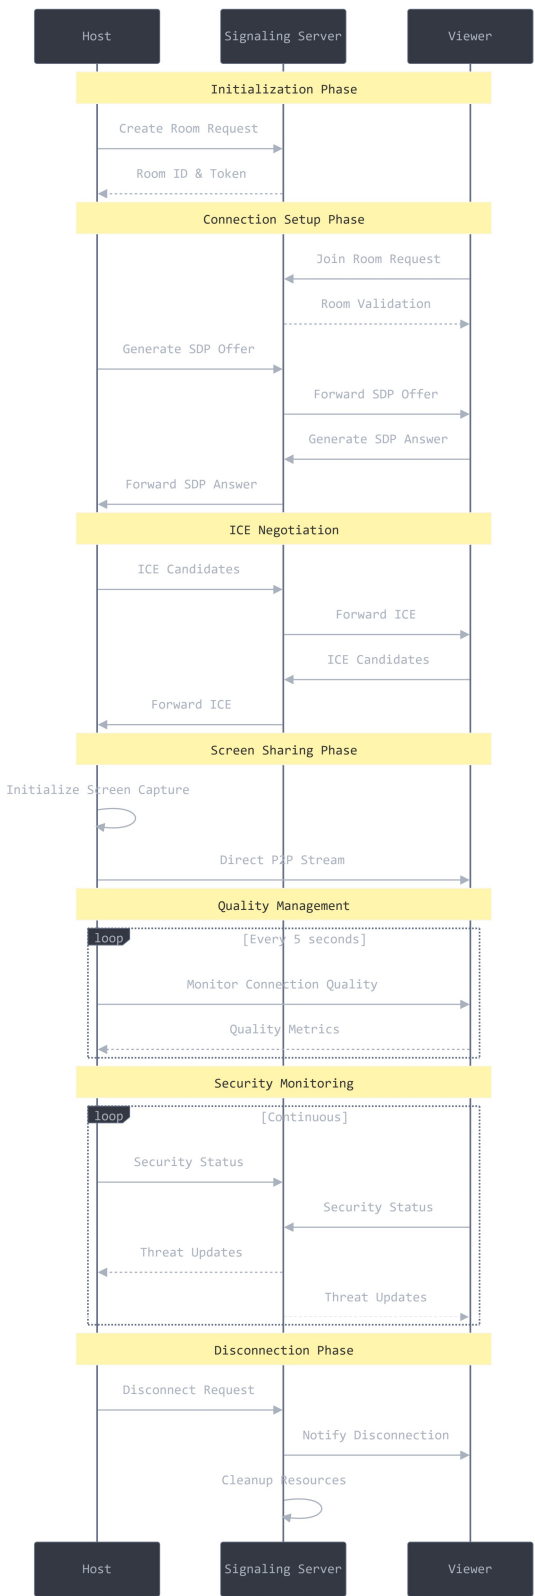 Host
Signaling Server
Viewer
Initialization Phase
Create Room Request
Room ID & Token
Connection Setup Phase
Join Room Request
Room Validation
Generate SDP Offer
Forward SDP Offer
Generate SDP Answer
Forward SDP Answer
ICE Negotiation
ICE Candidates
Forward ICE
ICE Candidates
Forward ICE
Screen Sharing Phase
Initialize Screen Capture
Direct P2P Stream
Quality Management
loop
[Every 5 seconds]
Monitor Connection Quality
Quality Metrics
Security Monitoring
loop
[Continuous]
Security Status
Security Status
Threat Updates
Threat Updates
Disconnection Phase
Disconnect Request
Notify Disconnection
Cleanup Resources
Host
Signaling Server
Viewer